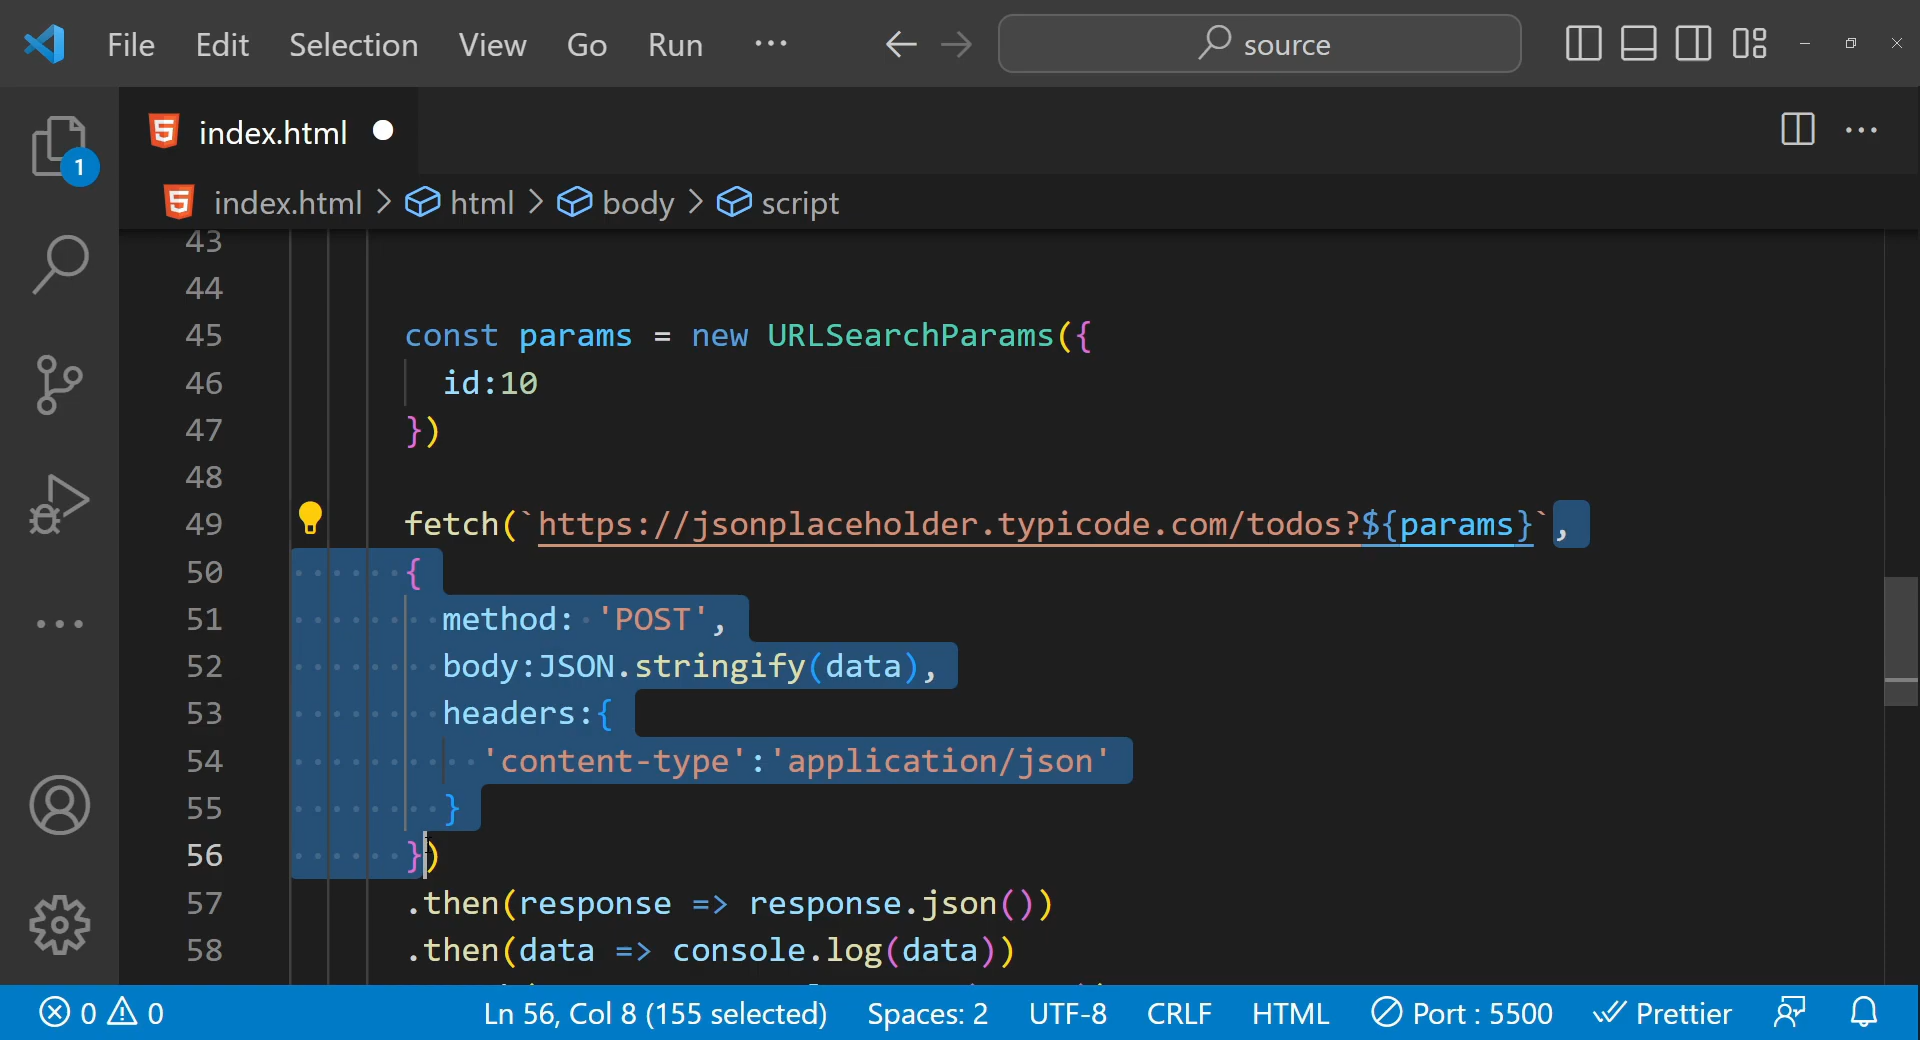 File Edit Selection View Go Run ··· source
index.html
1
index.html > html > body > script
43
44
45 const params = new URLSearchParams({
46 id:10
47 })
48
49 fetch(`https://jsonplaceholder.typicode.com/todos?${params}`,
50 {
51 method: 'POST',
52 body:JSON.stringify(data),
53 headers:{
54 'content-type':'application/json'
55 }
56 })
57 .then(response => response.json())
58 .then(data => console.log(data))
0 0 Ln 56, Col 8 (155 selected) Spaces: 2 UTF-8 CRLF HTML Port : 5500 Prettier